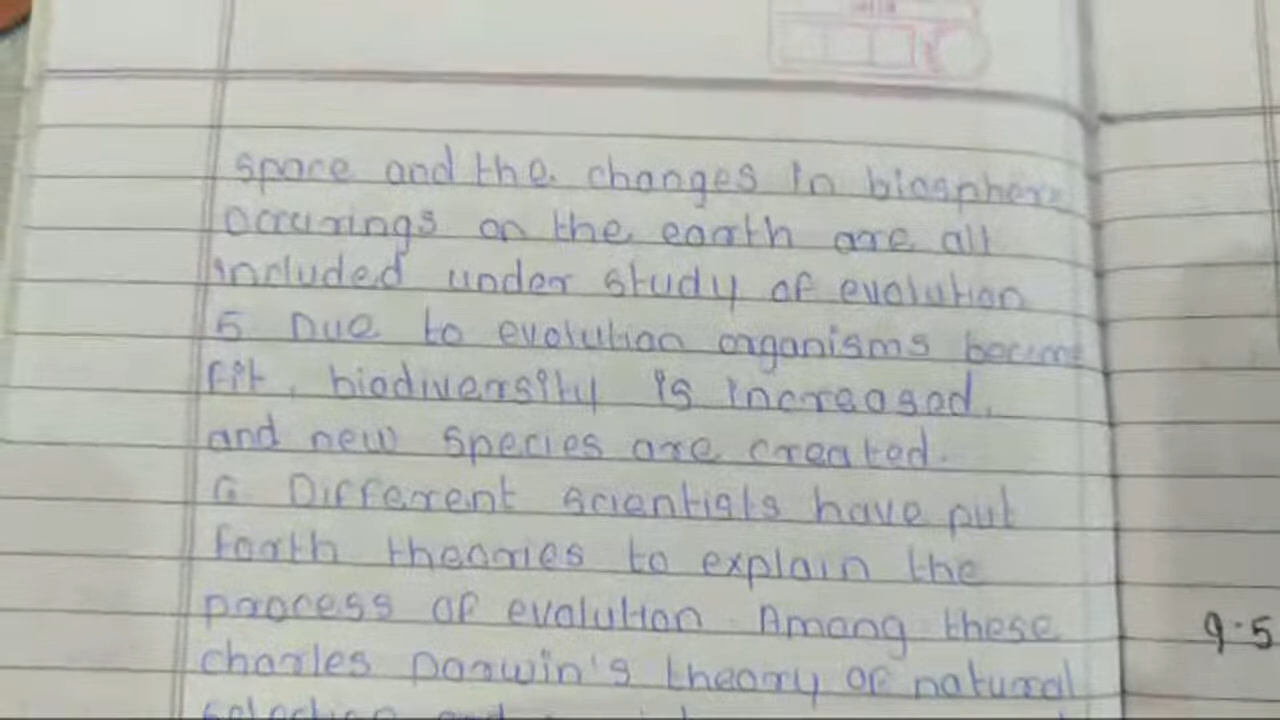 space and the changes in biosphere
occurings on the earth are all
included under study of evolution
5 Due to evolution organisms become
fit, biodiversity is increased
and new species are created.
6 Different scientists have put
forth theories to explain the
process of evolution. Among these
charles Darwin's theory of natural
selection and
9.5